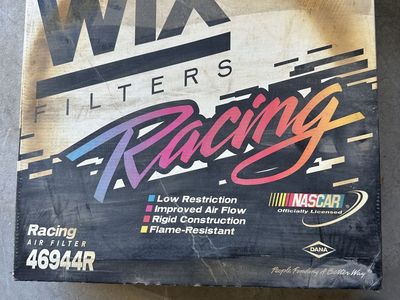 WIX
FILTERS
Racing
Low Restriction
Improved Air Flow
Rigid Construction
Flame-Resistant
NASCAR
Officially Licensed
Racing
AIR FILTER
46944R
DANA
People Finding A Better Way